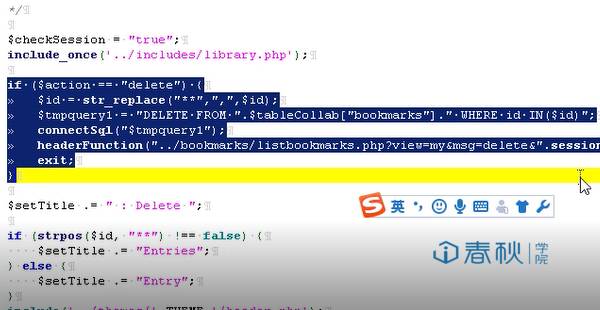 */
$checkSession = "true";
include_once('../includes/library.php');
if ($action == "delete") {
$id = str_replace("**",",",$id);
$tmpquery1 = "DELETE FROM ".$tableCollab["bookmarks"]." WHERE id IN($id)";
connectSql("$tmpquery1");
headerFunction("../bookmarks/listbookmarks.php?view=my&msg=delete&".session
exit;
}
$setTitle .= " : Delete ";
英
if (strpos($id, "**") !== false) {
$setTitle .= "Entries";
} else {
$setTitle .= "Entry";
}
春秋 学院